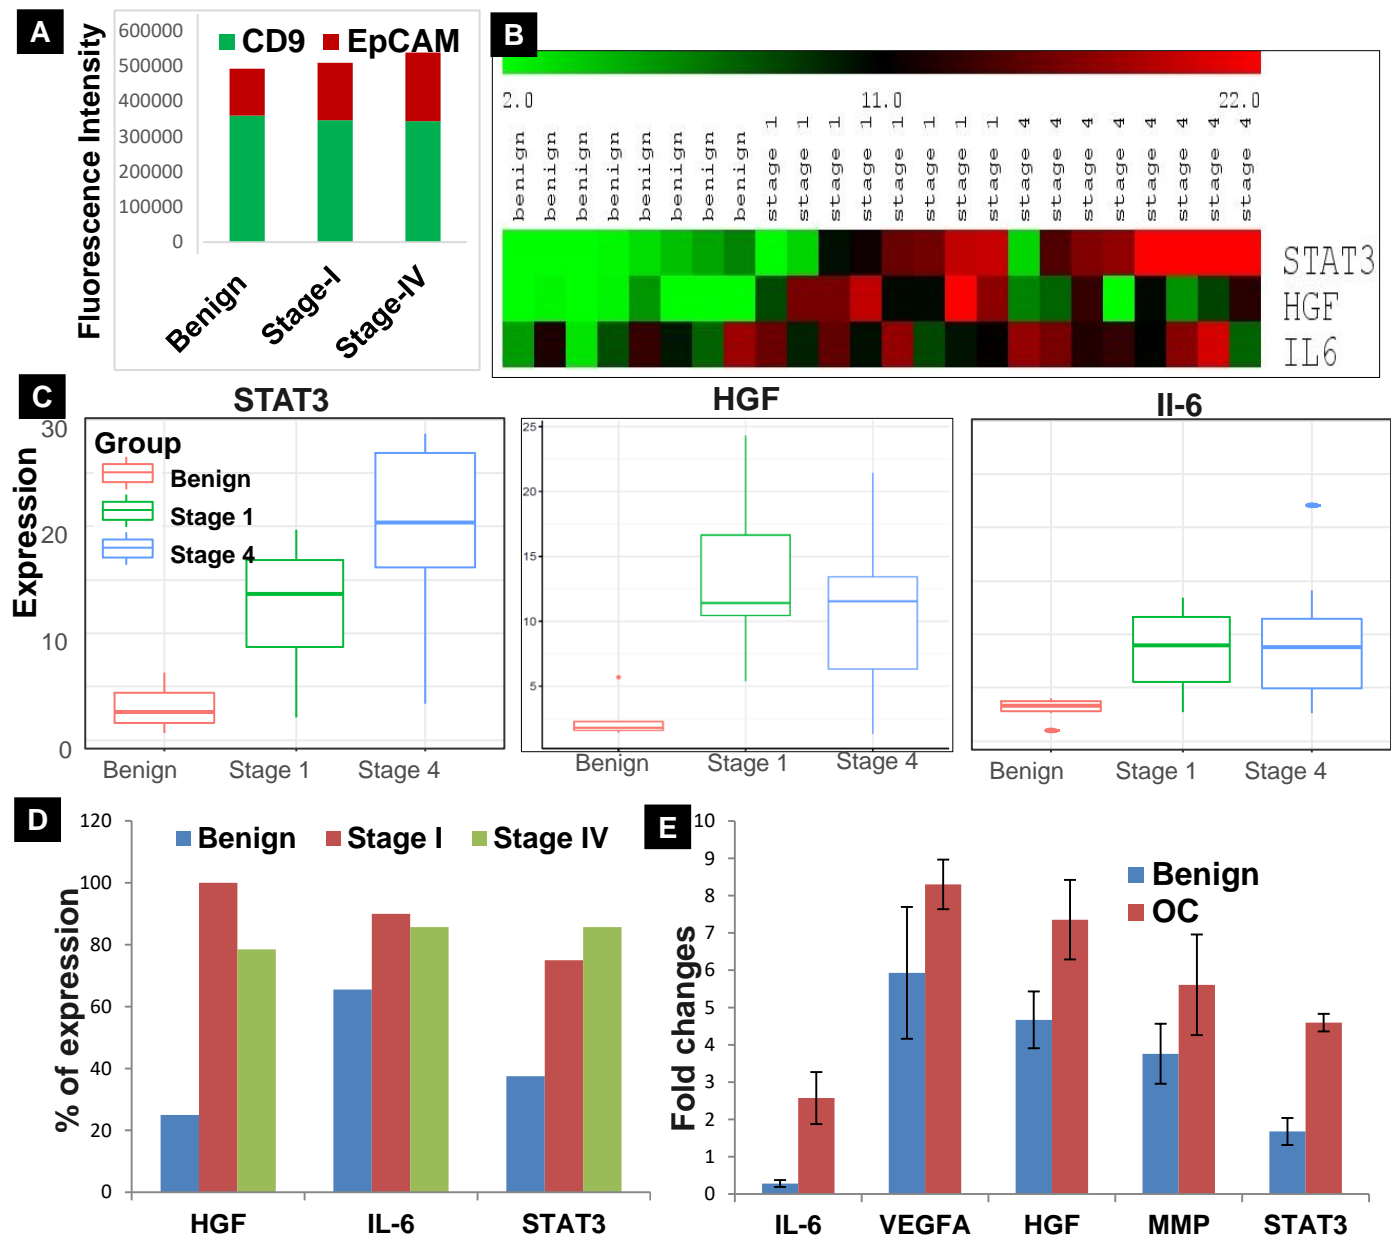 A
Fluorescence Intensity
600000
500000
400000
300000
200000
100000
0
CD9 EpCAM
Benign Stage-I Stage-IV
B
2.0 11.0 22.0
benign benign benign benign benign benign benign benign stage 1 stage 1 stage 1 stage 1 stage 1 stage 1 stage 1 stage 1 stage 4 stage 4 stage 4 stage 4 stage 4 stage 4 stage 4 stage 4
STAT3
HGF
IL6
C
STAT3
Expression
30
20
10
0
Group
Benign
Stage 1
Stage 4
Benign Stage 1 Stage 4
HGF
25
20
15
10
5
Benign Stage 1 Stage 4
Il-6
Benign Stage 1 Stage 4
D
% of expression
120
100
80
60
40
20
0
Benign Stage I Stage IV
HGF IL-6 STAT3
E
Fold changes
10
9
8
7
6
5
4
3
2
1
0
Benign
OC
IL-6 VEGFA HGF MMP STAT3